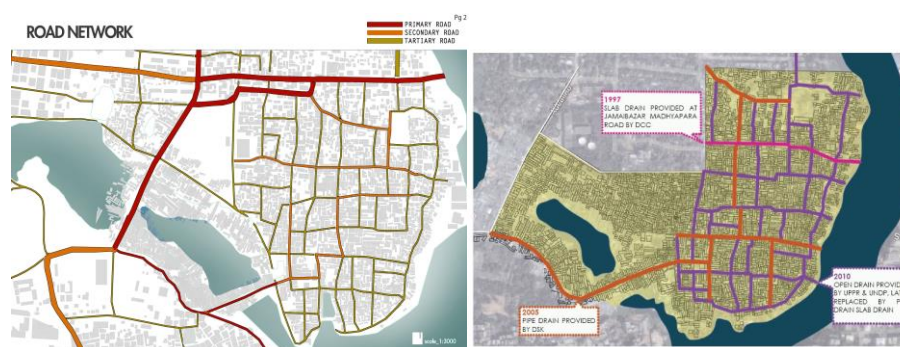 Pg 2
ROAD NETWORK
PRIMARY ROAD
SECONDARY ROAD
TARTIARY ROAD
scale, 1:3000
1997
SLAB DRAIN PROVIDED AT
JAMAIBAZAR MADHYAPARA
ROAD BY DCC
2005
PIPE DRAIN PROVIDED
BY DSK
2010
OPEN DRAIN PROVID
BY UPPR & UNDP, LAT
REPLACED BY P
DRAIN SLAB DRAIN